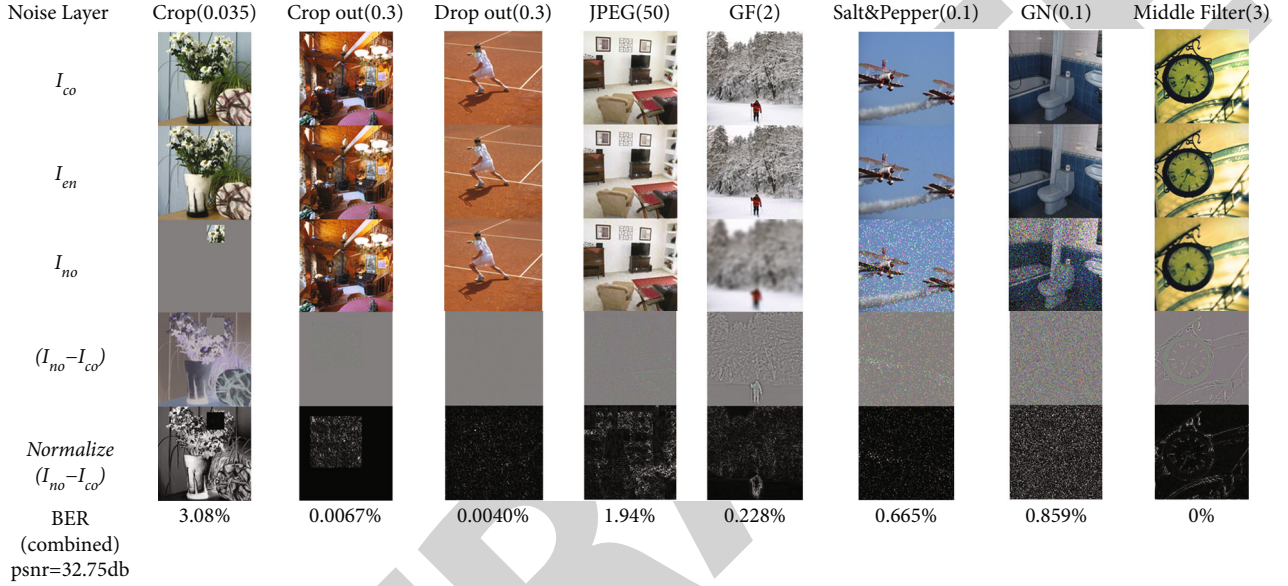 Noise Layer Crop(0.035) Crop out(0.3) Drop out(0.3) JPEG(50) GF(2) Salt&Pepper(0.1) GN(0.1) Middle Filter(3)
I_co
I_en
I_no
(I_no–I_co)
Normalize
(I_no–I_co)
BER 3.08% 0.0067% 0.0040% 1.94% 0.228% 0.665% 0.859% 0%
(combined)
psnr=32.75db